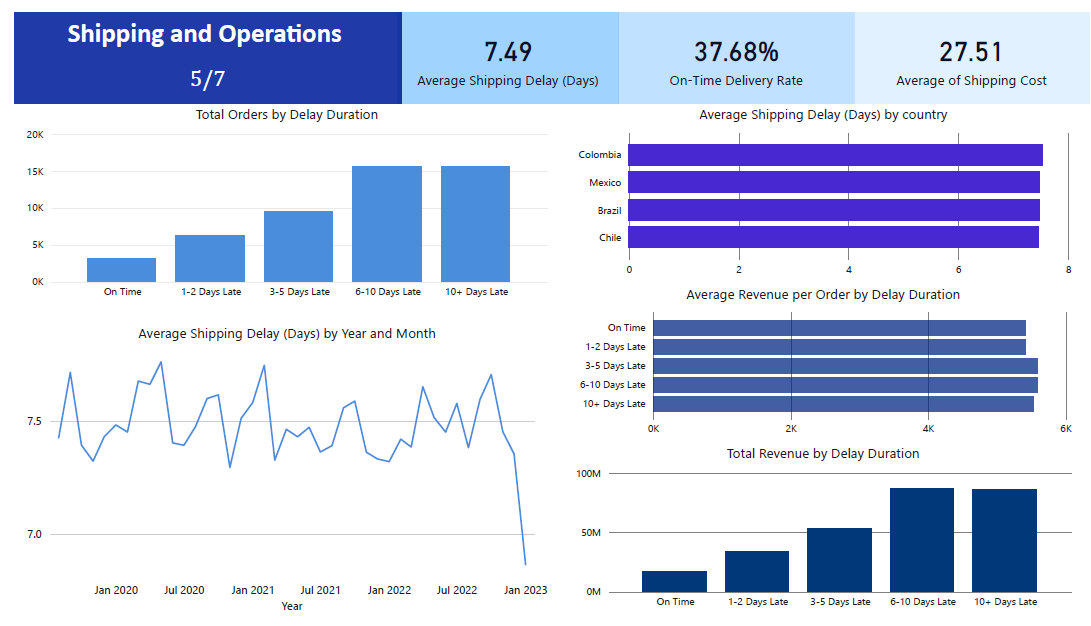 Shipping and Operations
5/7
7.49
Average Shipping Delay (Days)
37.68%
On-Time Delivery Rate
27.51
Average of Shipping Cost
Total Orders by Delay Duration
20K
15K
10K
5K
0K
On Time
1-2 Days Late
3-5 Days Late
6-10 Days Late
10+ Days Late
Average Shipping Delay (Days) by country
Colombia
Mexico
Brazil
Chile
0
2
4
6
8
Average Revenue per Order by Delay Duration
On Time
1-2 Days Late
3-5 Days Late
6-10 Days Late
10+ Days Late
0K
2K
4K
6K
Average Shipping Delay (Days) by Year and Month
7.5
7.0
Jan 2020
Jul 2020
Jan 2021
Jul 2021
Jan 2022
Jul 2022
Jan 2023
Year
Total Revenue by Delay Duration
100M
50M
0M
On Time
1-2 Days Late
3-5 Days Late
6-10 Days Late
10+ Days Late